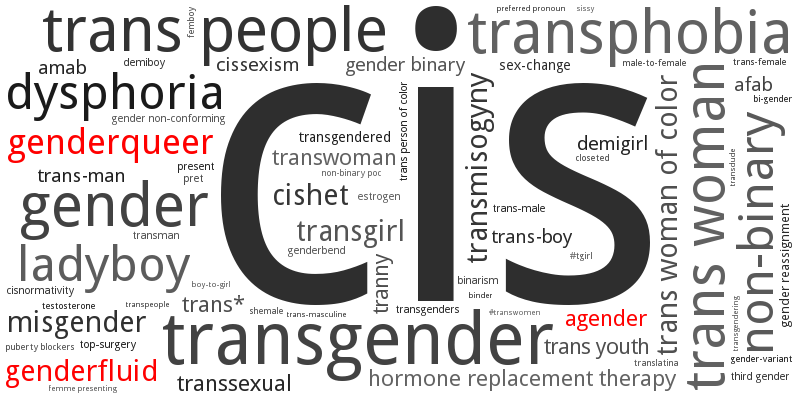 trans people
femboy
preferred pronoun
sissy
transphobia
amab
demiboy
cissexism
gender binary
sex-change
male-to-female
trans-female
dysphoria
cis
afab
bi-gender
gender non-conforming
genderqueer
transgendered
trans person of color
transmisogyny
demigirl
trans woman of color
trans woman
non-binary
transwoman
closeted
present
non-binary poc
transdude
trans-man
pret
cishet
estrogen
gender
trans-male
transgirl
trans-boy
transman
genderbend
#tgirl
gender reassignment
ladyboy
tranny
binarism
cisnormativity
boy-to-girl
binder
testosterone
transpeople
trans*
shemale
trans-masculine
transgenders
#transwomen
agender
transgendering
misgender
transgender
puberty blockers
top-surgery
trans youth
gender-variant
translatina
genderfluid
femme presenting
transsexual
hormone replacement therapy
third gender